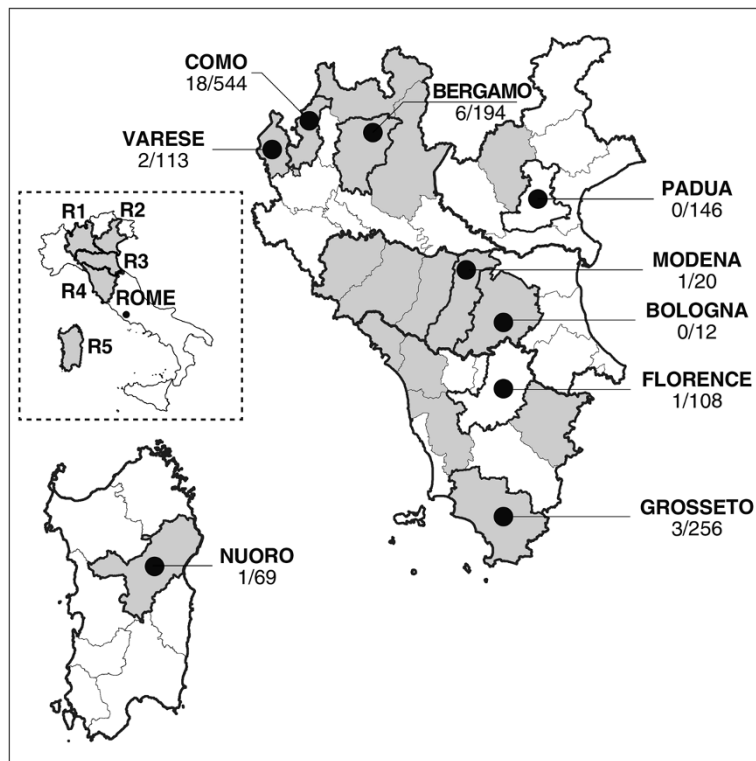 COMO
18/544
BERGAMO
6/194
VARESE
2/113
PADUA
0/146
R1
R2
R3
R4
ROME
R5
MODENA
1/20
BOLOGNA
0/12
FLORENCE
1/108
GROSSETO
3/256
NUORO
1/69